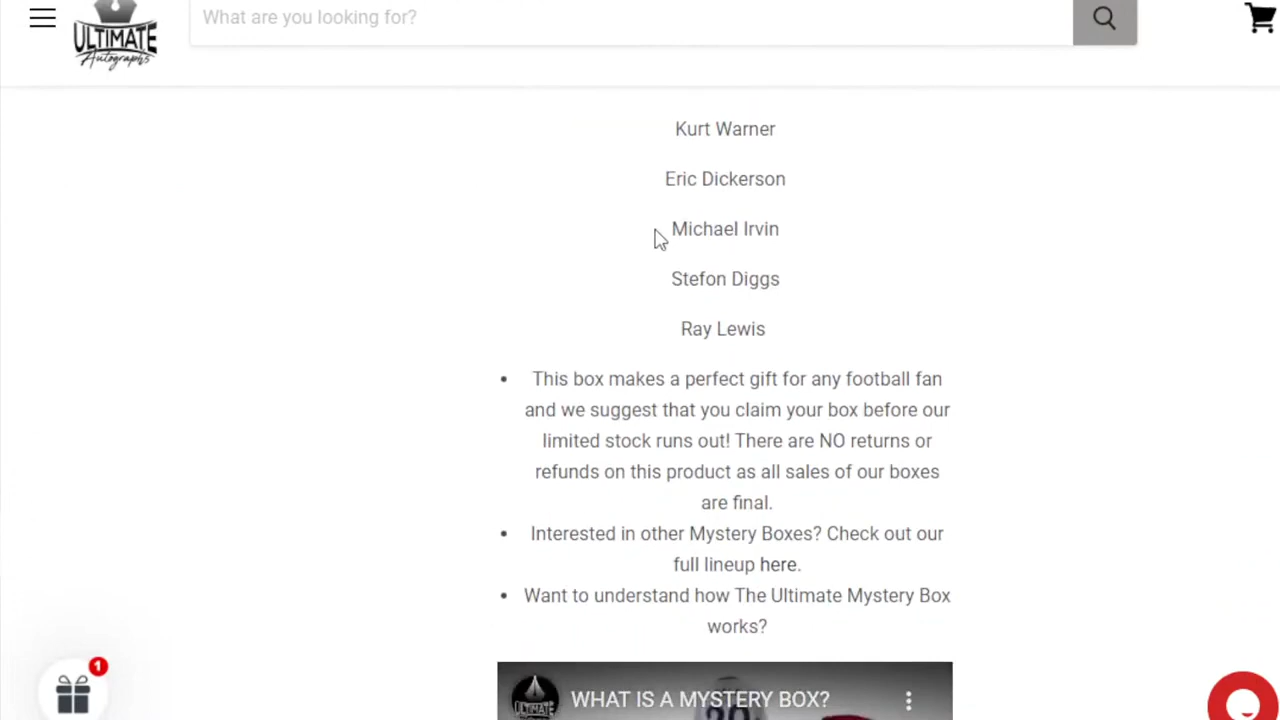 What are you looking for?
ULTIMATE
Autographs
Kurt Warner
Eric Dickerson
Michael Irvin
Stefon Diggs
Ray Lewis
• This box makes a perfect gift for any football fan
and we suggest that you claim your box before our
limited stock runs out! There are NO returns or
refunds on this product as all sales of our boxes
are final.
• Interested in other Mystery Boxes? Check out our
full lineup here.
• Want to understand how The Ultimate Mystery Box
works?
1
ULTIMATE
WHAT IS A MYSTERY BOX?